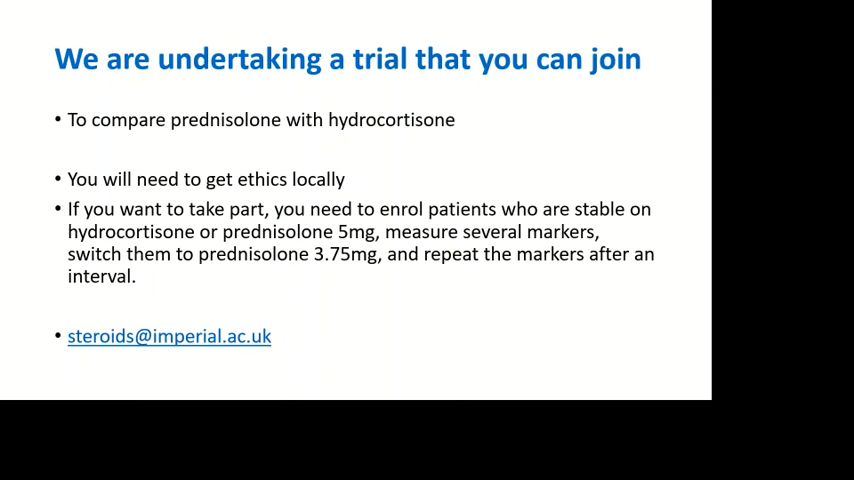 We are undertaking a trial that you can join
• To compare prednisolone with hydrocortisone
• You will need to get ethics locally
• If you want to take part, you need to enrol patients who are stable on
hydrocortisone or prednisolone 5mg, measure several markers,
switch them to prednisolone 3.75mg, and repeat the markers after an
interval.
• steroids@imperial.ac.uk